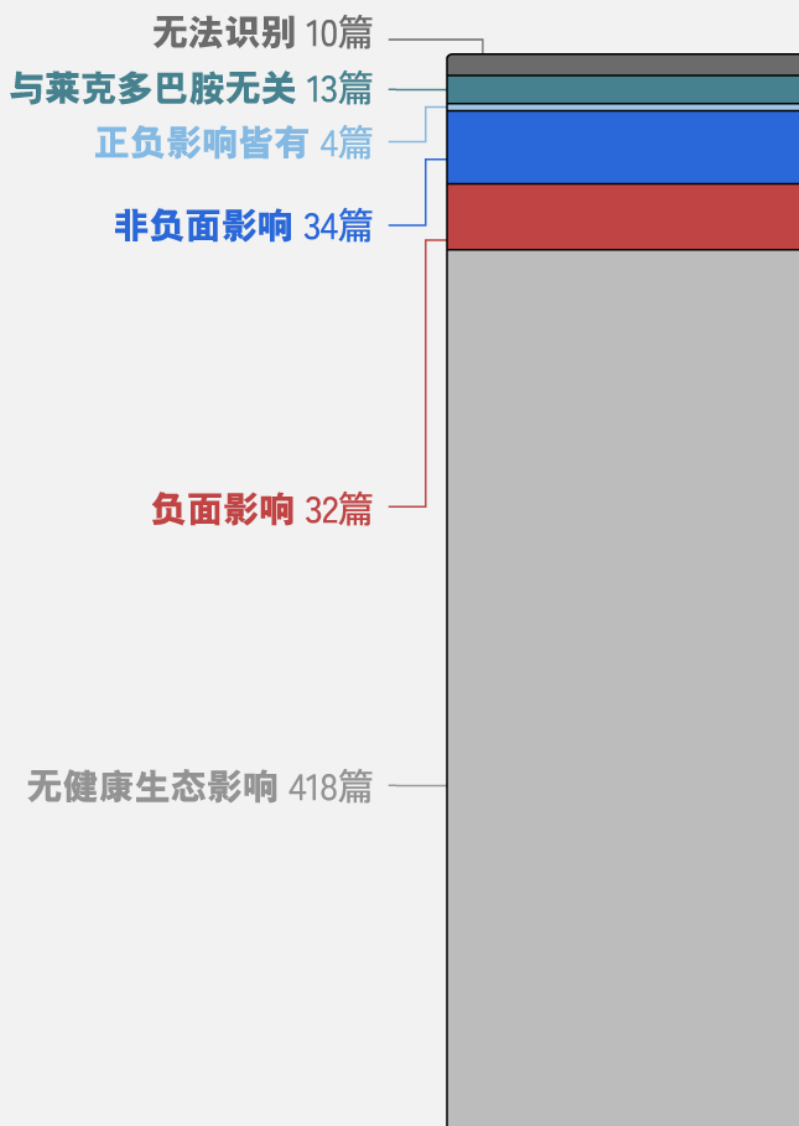 无法识别 10篇
与莱克多巴胺无关 13篇
正负影响皆有 4篇
非负面影响 34篇
负面影响 32篇
无健康生态影响 418篇